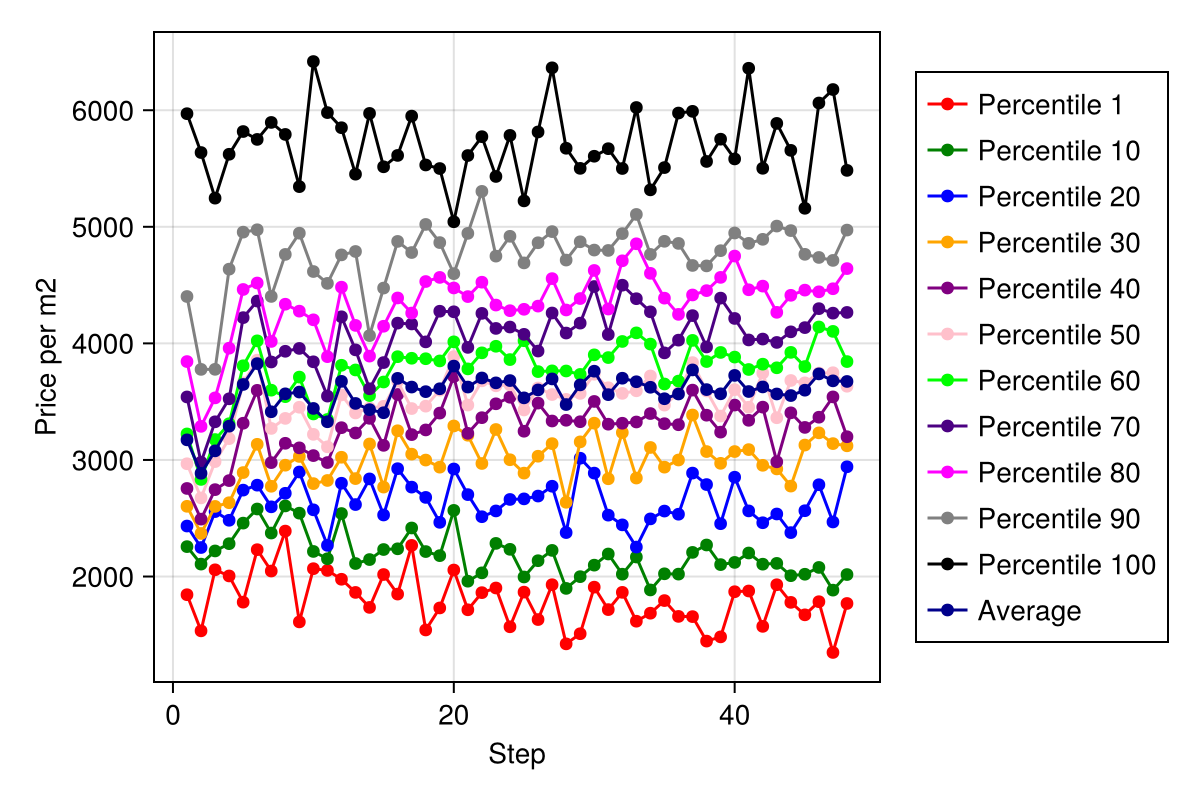 6000
5000
4000
3000
2000
Price per m2
0
20
40
Step
Percentile 1
Percentile 10
Percentile 20
Percentile 30
Percentile 40
Percentile 50
Percentile 60
Percentile 70
Percentile 80
Percentile 90
Percentile 100
Average